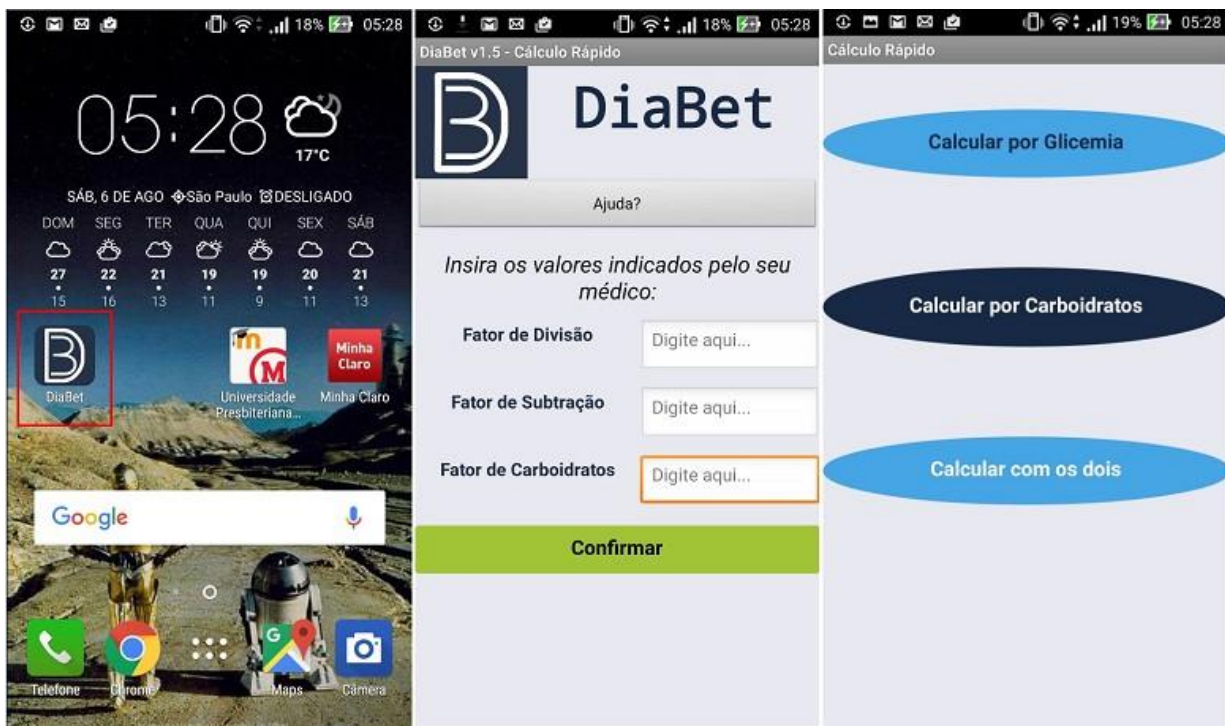 18% 05:28
05:28
17°C
SÁB, 6 DE AGO São Paulo DESLIGADO
DOM SEG TER QUA QUI SEX SÁB
27 22 21 19 19 20 21
15 16 13 11 9 11 13
DiaBet
Universidade
Presbiteriana...
Minha
Claro
Minha Claro
Google
Telefone Chrome Maps Câmera
18% 05:28
DiaBet v1.5 - Cálculo Rápido
DiaBet
Ajuda?
Insira os valores indicados pelo seu
médico:
Fator de Divisão Digite aqui...
Fator de Subtração Digite aqui...
Fator de Carboidratos Digite aqui...
Confirmar
19% 05:28
Cálculo Rápido
Calcular por Glicemia
Calcular por Carboidratos
Calcular com os dois